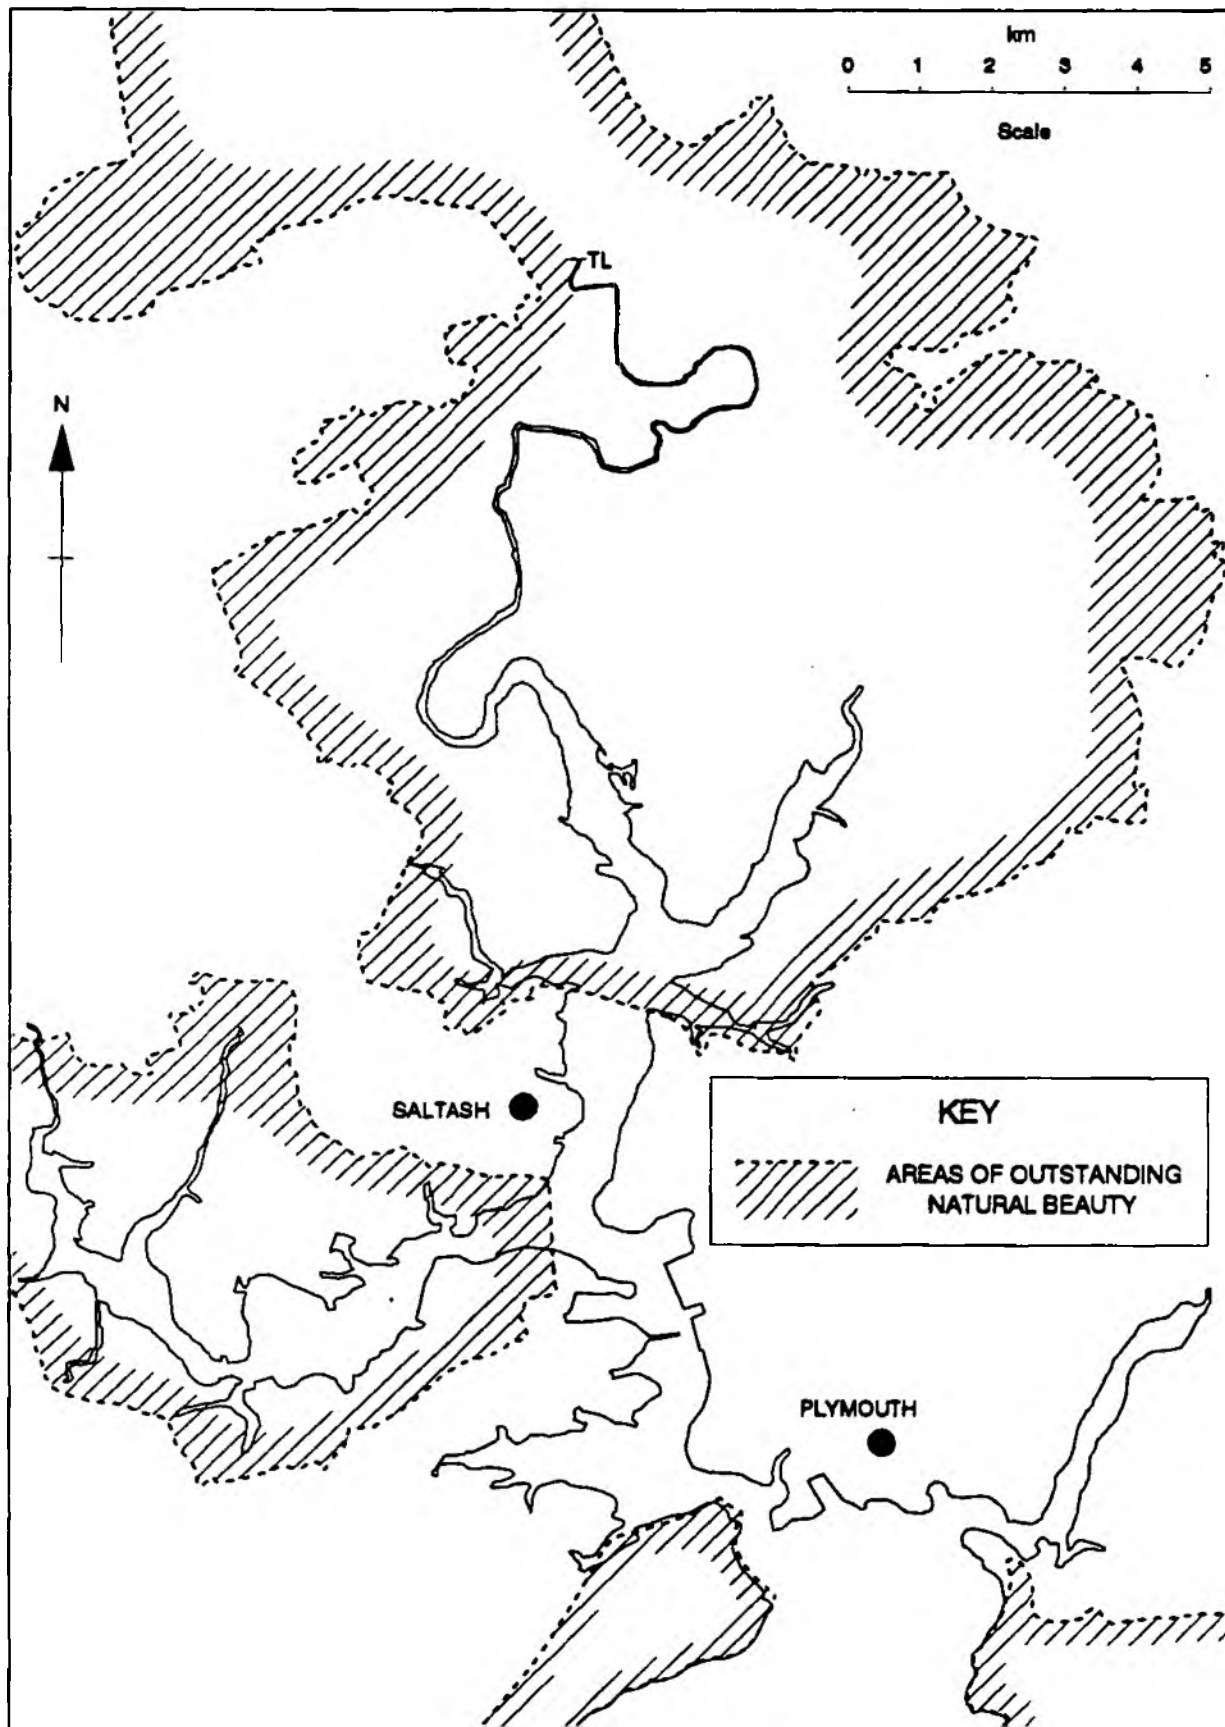 km
0 1 2 3 4 5
Scale
TL
N
SALTASH
KEY
AREAS OF OUTSTANDING
NATURAL BEAUTY
PLYMOUTH